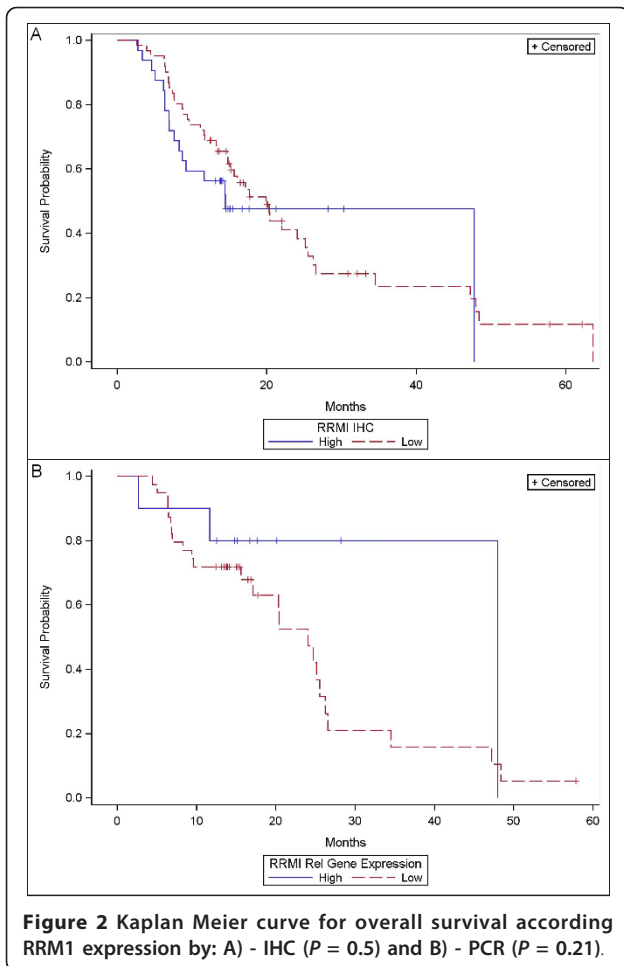 A
+ Censored
1.0
0.8
0.6
0.4
0.2
0.0
Survival Probability
0 20 40 60
Months
RRMI IHC
High Low
B
+ Censored
1.0
0.8
0.6
0.4
0.2
0.0
Survival Probability
0 10 20 30 40 50 60
Months
RRMI Rel Gene Expression
High Low
Figure 2 Kaplan Meier curve for overall survival according
RRM1 expression by: A) - IHC (P = 0.5) and B) - PCR (P = 0.21).